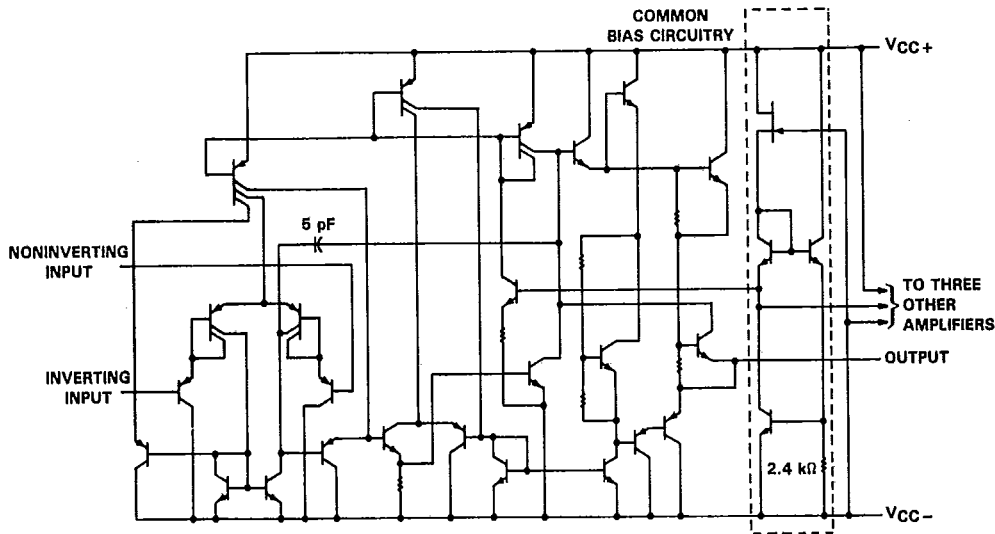 COMMON
BIAS CIRCUITRY
VCC+
5 pF
NONINVERTING
INPUT
TO THREE
OTHER
AMPLIFIERS
OUTPUT
INVERTING
INPUT
2.4 kΩ
VCC−